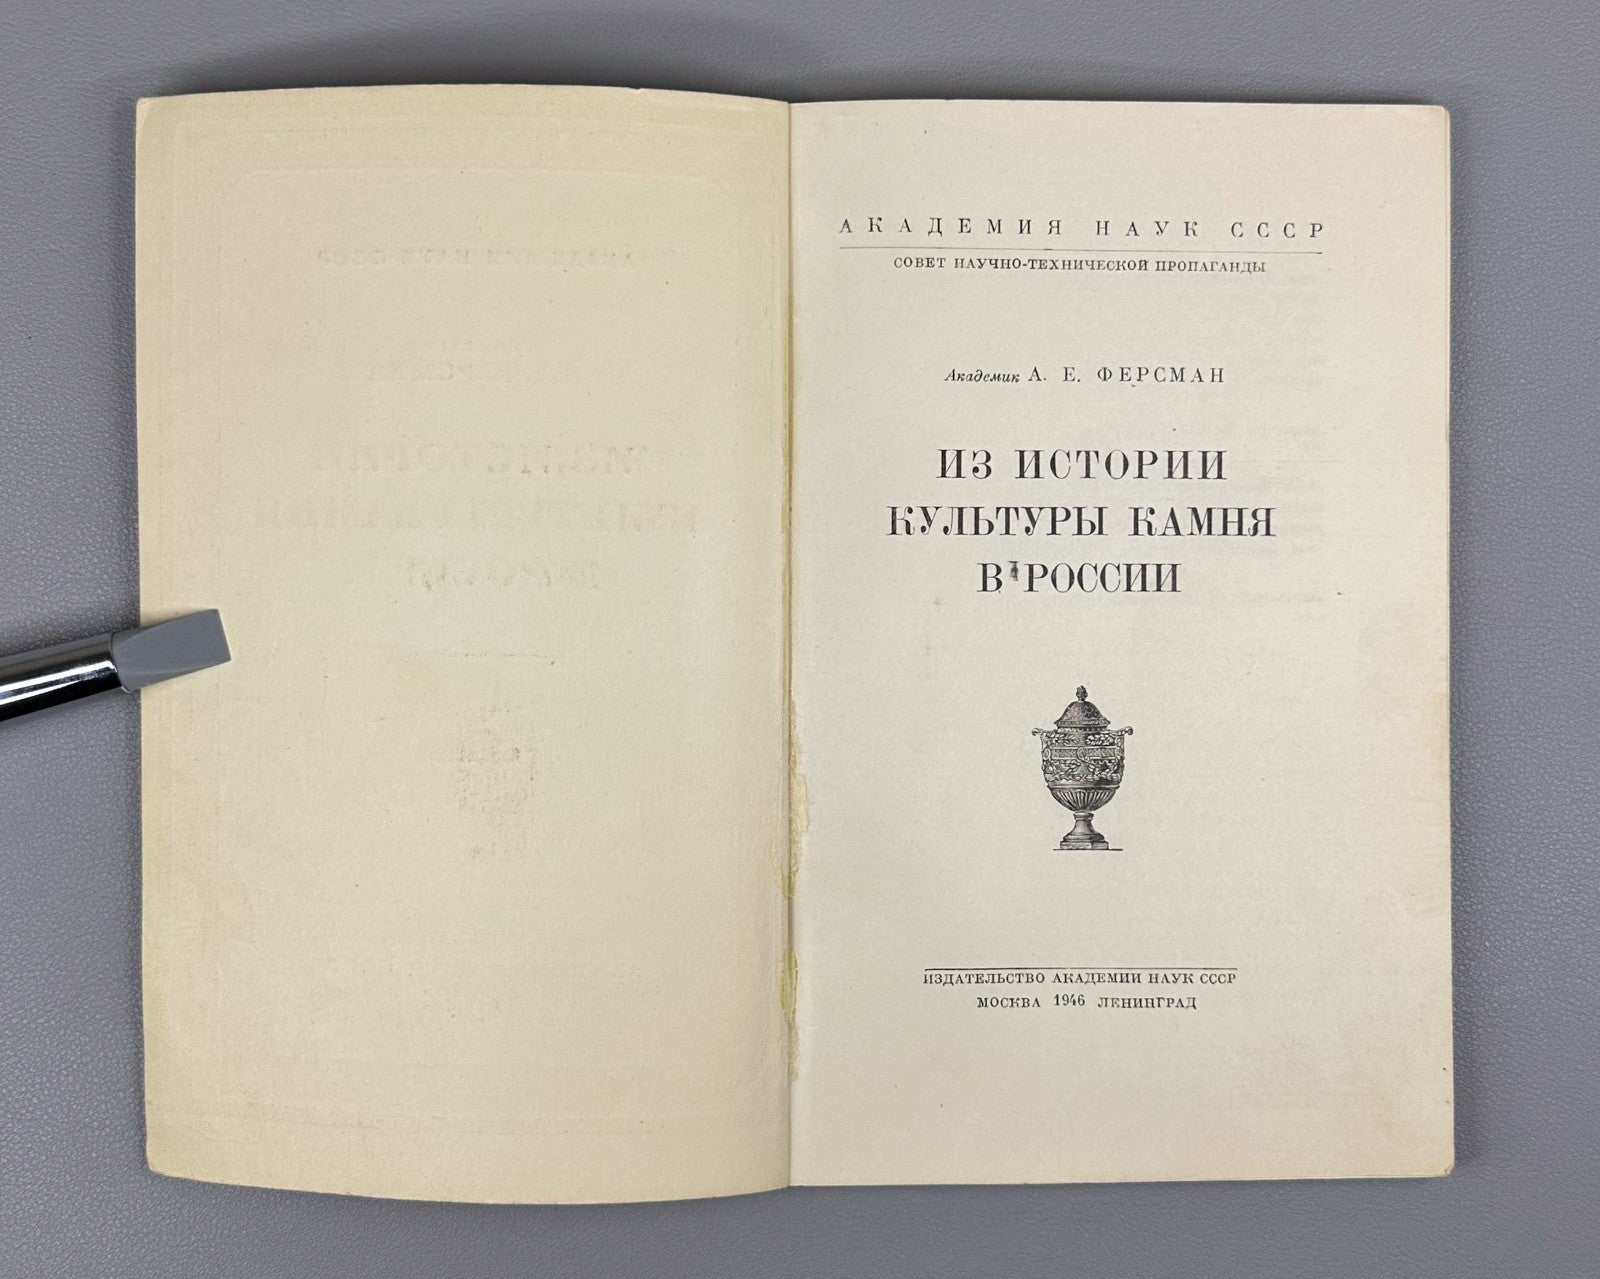 АКАДЕМИЯ НАУК СССР
СОВЕТ НАУЧНО-ТЕХНИЧЕСКОЙ ПРОПАГАНДЫ
Академик А. Е. ФЕРСМАН
ИЗ ИСТОРИИ
КУЛЬТУРЫ КАМНЯ
В РОССИИ
ИЗДАТЕЛЬСТВО АКАДЕМИИ НАУК СССР
МОСКВА 1946 ЛЕНИНГРАД